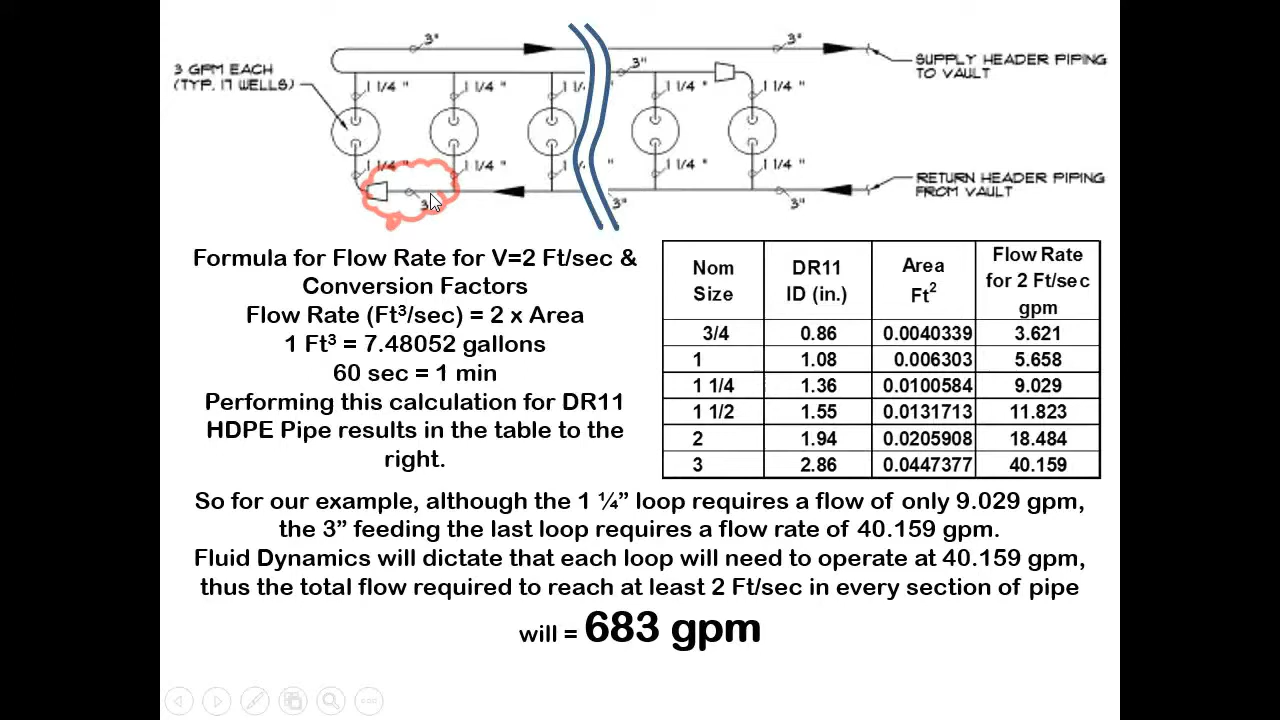 3"
3"
3"
3 GPM EACH
(TYP. 17 WELLS)
SUPPLY HEADER PIPING
TO VAULT
1 1/4 "
1 1/4 "
1 1/
1 1/4 "
1 1/4 "
1 1/4 "
1 1/4 "
1 1/
"
1 1/4 "
1 1/4 "
3"
3"
RETURN HEADER PIPING
FROM VAULT
Formula for Flow Rate for V=2 Ft/sec &
Conversion Factors
Flow Rate (Ft³/sec) = 2 x Area
1 Ft³ = 7.48052 gallons
60 sec = 1 min
Performing this calculation for DR11
HDPE Pipe results in the table to the
right.
Nom Size DR11 ID (in.) Area Ft² Flow Rate for 2 Ft/sec gpm
3/4 0.86 0.0040339 3.621
1 1.08 0.006303 5.658
1 1/4 1.36 0.0100584 9.029
1 1/2 1.55 0.0131713 11.823
2 1.94 0.0205908 18.484
3 2.86 0.0447377 40.159
So for our example, although the 1 ¼” loop requires a flow of only 9.029 gpm,
the 3” feeding the last loop requires a flow rate of 40.159 gpm.
Fluid Dynamics will dictate that each loop will need to operate at 40.159 gpm,
thus the total flow required to reach at least 2 Ft/sec in every section of pipe
will = 683 gpm